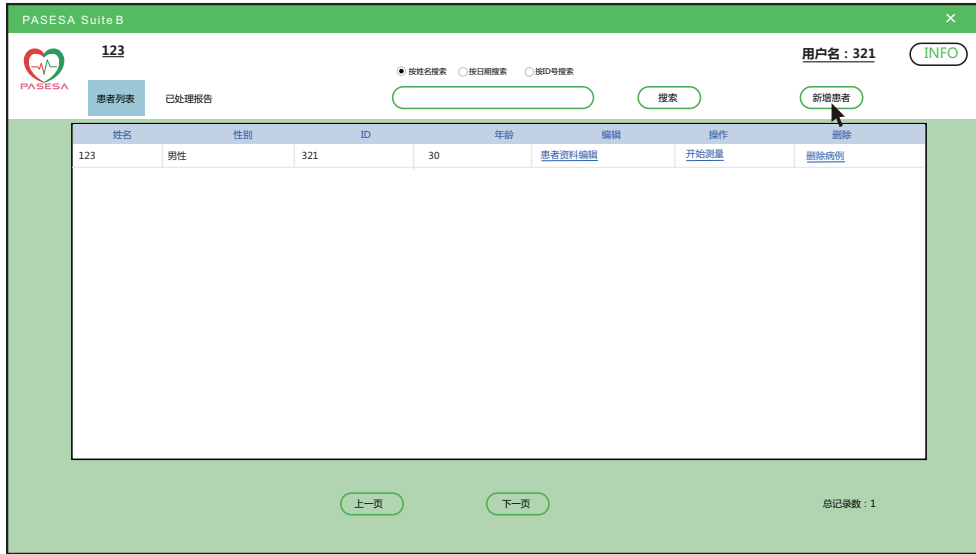 PASESA Suite B
×
123
用户名：321
INFO
PASESA
按姓名搜索 按日期搜索 按ID号搜索
患者列表 已处理报告 搜索 新增患者
姓名 性别 ID 年龄 编辑 操作 删除
123 男性 321 30 患者资料编辑 开始测量 删除病例
上一页 下一页 总记录数：1